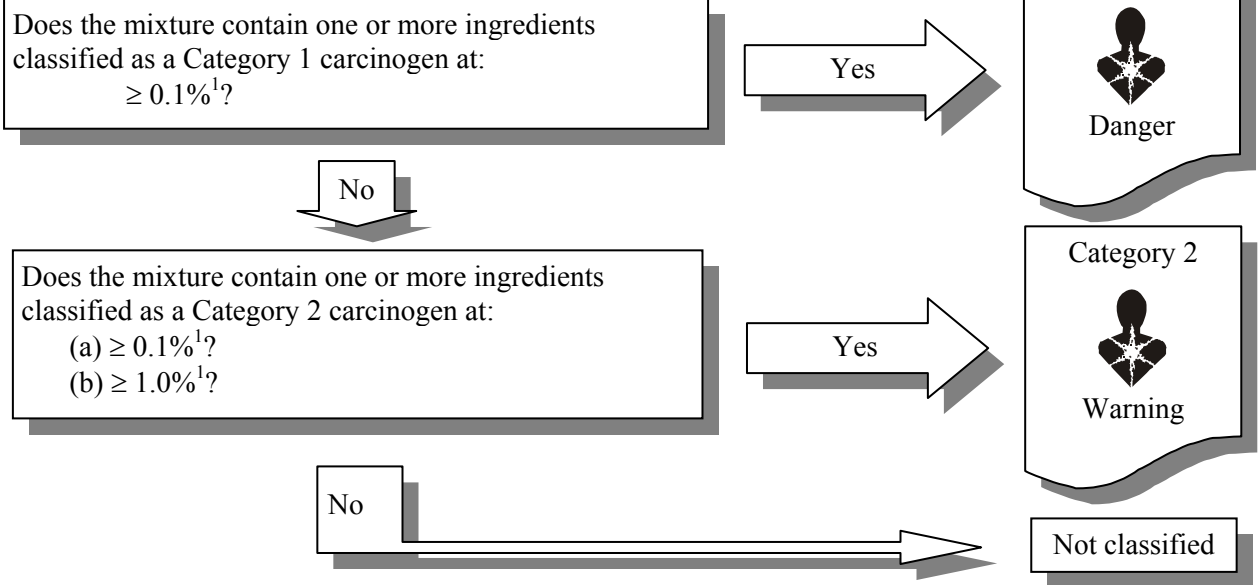 Does the mixture contain one or more ingredients
classified as a Category 1 carcinogen at:
≥ 0.1%¹?
Yes
Danger
No
Does the mixture contain one or more ingredients
classified as a Category 2 carcinogen at:
(a) ≥ 0.1%¹?
(b) ≥ 1.0%¹?
Yes
Category 2
Warning
No
Not classified